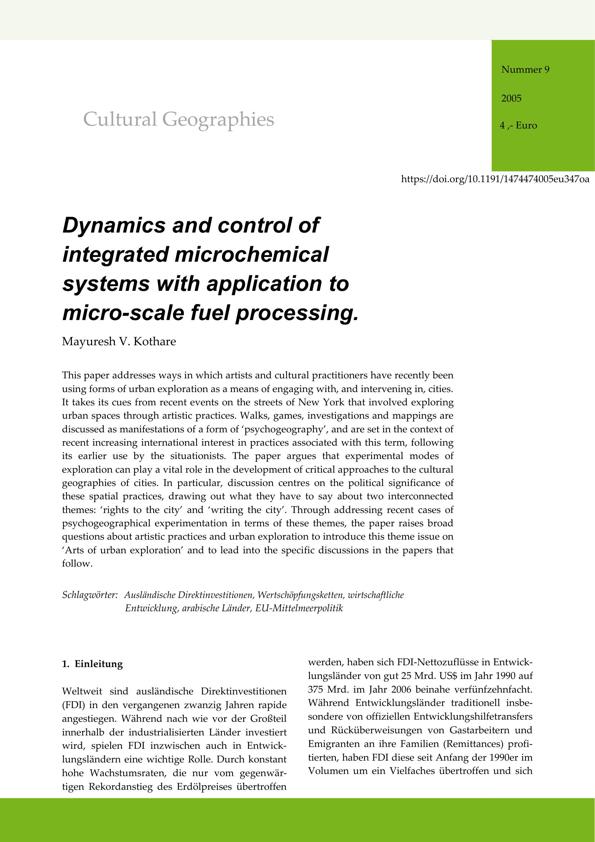 Nummer 9
2005
4 ,- Euro
Cultural Geographies
https://doi.org/10.1191/1474474005eu347oa
Dynamics and control of
integrated microchemical
systems with application to
micro-scale fuel processing.
Mayuresh V. Kothare
This paper addresses ways in which artists and cultural practitioners have recently been
using forms of urban exploration as a means of engaging with, and intervening in, cities.
It takes its cues from recent events on the streets of New York that involved exploring
urban spaces through artistic practices. Walks, games, investigations and mappings are
discussed as manifestations of a form of ‘psychogeography’, and are set in the context of
recent increasing international interest in practices associated with this term, following
its earlier use by the situationists. The paper argues that experimental modes of
exploration can play a vital role in the development of critical approaches to the cultural
geographies of cities. In particular, discussion centres on the political significance of
these spatial practices, drawing out what they have to say about two interconnected
themes: ‘rights to the city’ and ‘writing the city’. Through addressing recent cases of
psychogeographical experimentation in terms of these themes, the paper raises broad
questions about artistic practices and urban exploration to introduce this theme issue on
‘Arts of urban exploration’ and to lead into the specific discussions in the papers that
follow.
Schlagwörter: Ausländische Direktinvestitionen, Wertschöpfungsketten, wirtschaftliche
Entwicklung, arabische Länder, EU-Mittelmeerpolitik
1. Einleitung
Weltweit sind ausländische Direktinvestitionen
(FDI) in den vergangenen zwanzig Jahren rapide
angestiegen. Während nach wie vor der Großteil
innerhalb der industrialisierten Länder investiert
wird, spielen FDI inzwischen auch in Entwick-
lungsländern eine wichtige Rolle. Durch konstant
hohe Wachstumsraten, die nur vom gegenwär-
tigen Rekordanstieg des Erdölpreises übertroffen
werden, haben sich FDI-Nettozuflüsse in Entwick-
lungsländer von gut 25 Mrd. US$ im Jahr 1990 auf
375 Mrd. im Jahr 2006 beinahe verfünfzehnfacht.
Während Entwicklungsländer traditionell insbe-
sondere von offiziellen Entwicklungshilfetransfers
und Rücküberweisungen von Gastarbeitern und
Emigranten an ihre Familien (Remittances) profi-
tierten, haben FDI diese seit Anfang der 1990er im
Volumen um ein Vielfaches übertroffen und sich